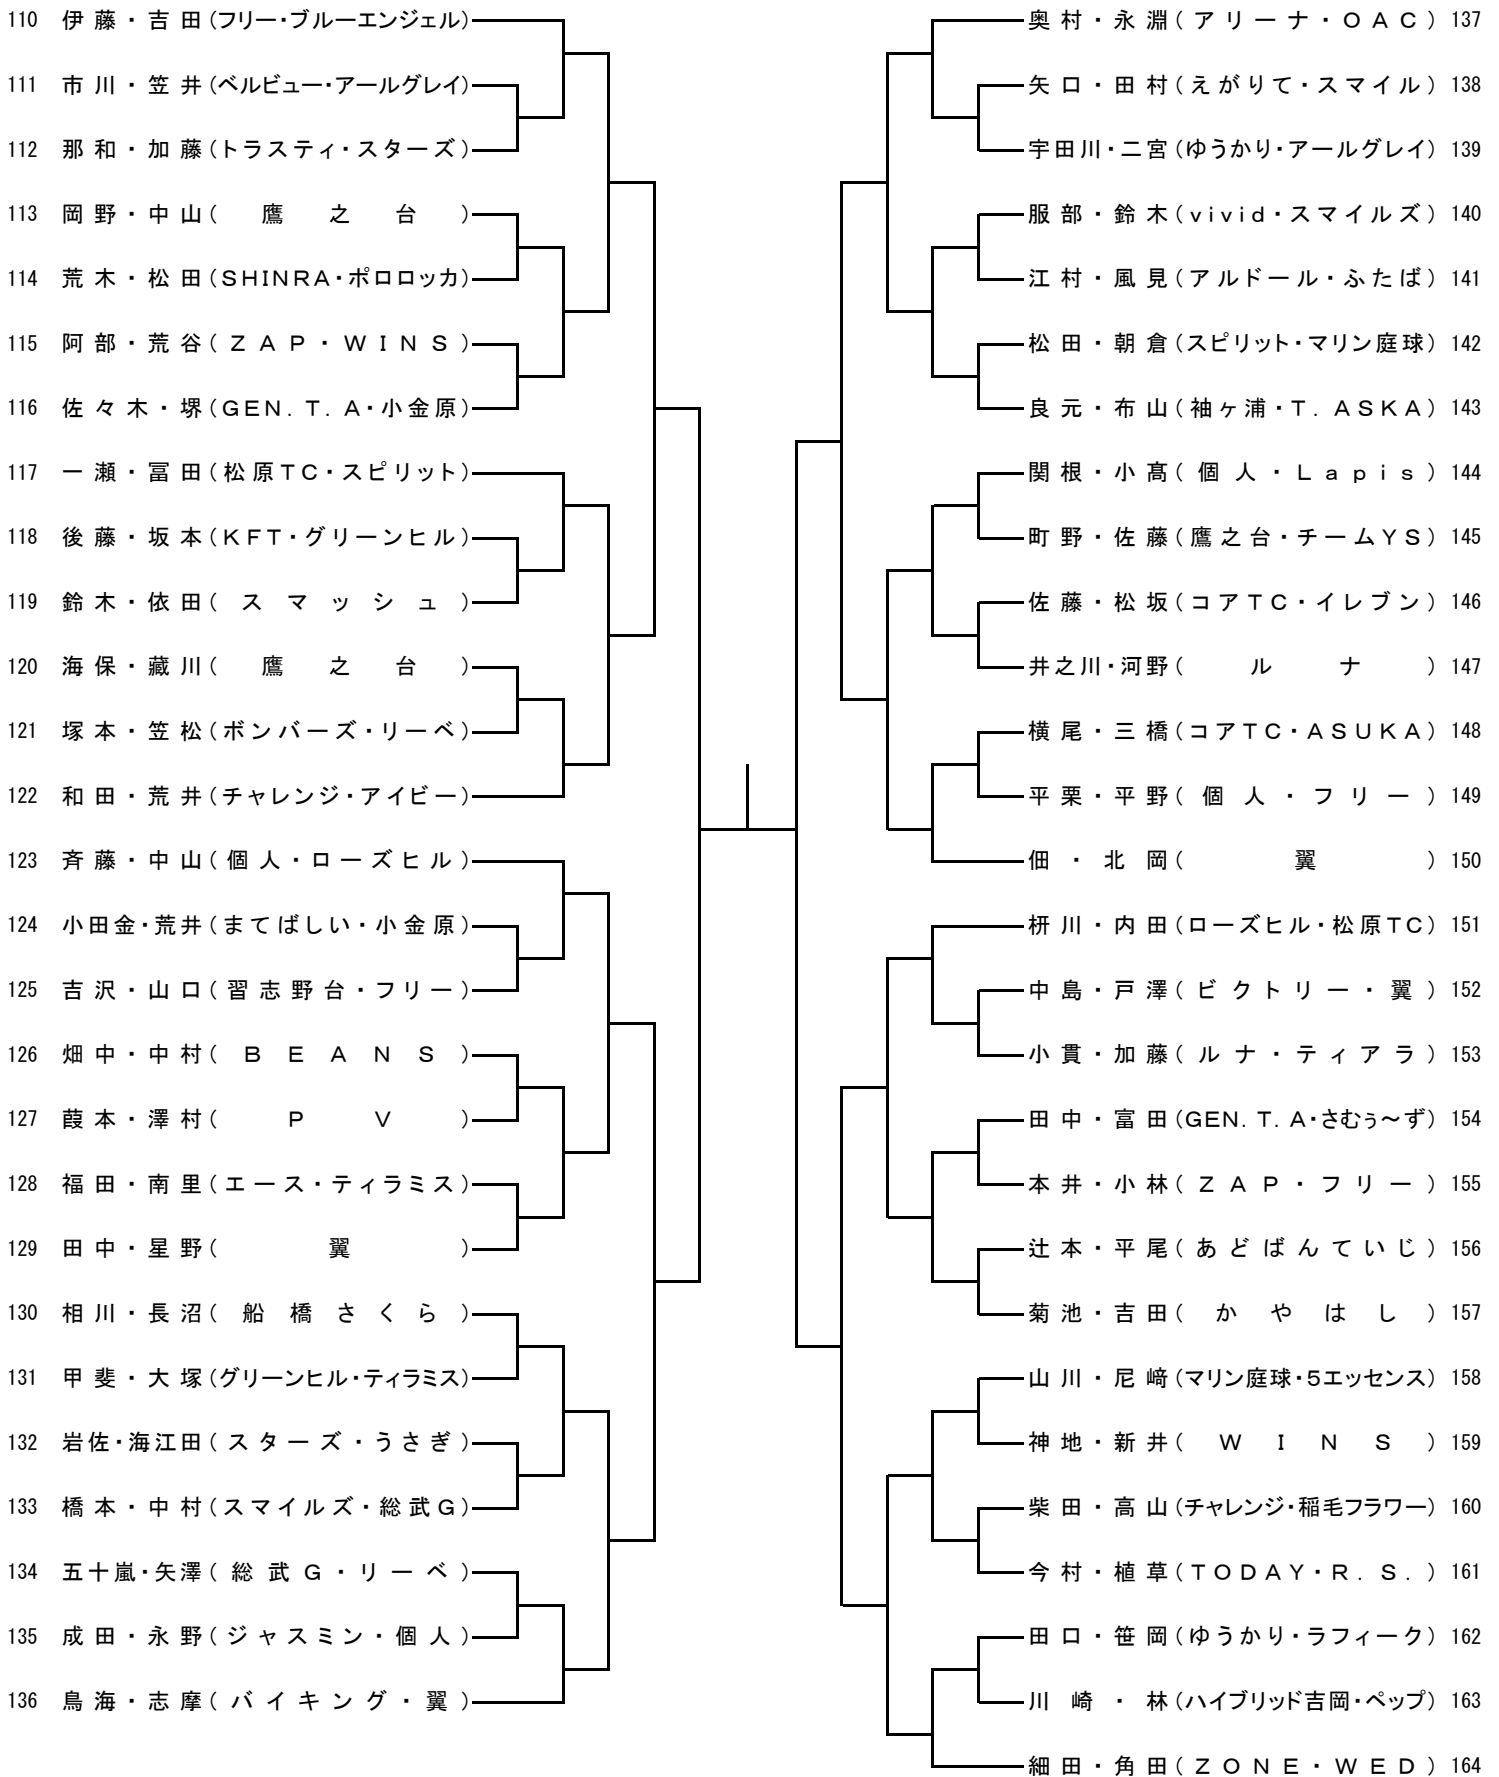 110 伊藤・吉田(フリー・ブルーエンジェル)
111 市川・笠井(ベルビュー・アールグレイ)
112 那和・加藤(トラスティ・スターズ)
113 岡野・中山(鷹之台)
114 荒木・松田(SHINRA・ポロロッカ)
115 阿部・荒谷(ZAP・WINS)
116 佐々木・堺(GEN.T.A・小金原)
117 一瀬・冨田(松原TC・スピリット)
118 後藤・坂本(KFT・グリーンヒル)
119 鈴木・依田(スマッシュ)
120 海保・藏川(鷹之台)
121 塚本・笠松(ボンバーズ・リーベ)
122 和田・荒井(チャレンジ・アイビー)
123 斉藤・中山(個人・ローズヒル)
124 小田金・荒井(まてばしい・小金原)
125 吉沢・山口(習志野台・フリー)
126 畑中・中村(BEANS)
127 葭本・澤村(PV)
128 福田・南里(エース・ティラミス)
129 田中・星野(翼)
130 相川・長沼(船橋さくら)
131 甲斐・大塚(グリーンヒル・ティラミス)
132 岩佐・海江田(スターズ・うさぎ)
133 橋本・中村(スマイルズ・総武G)
134 五十嵐・矢澤(総武G・リーベ)
135 成田・永野(ジャスミン・個人)
136 鳥海・志摩(バイキング・翼)
奥村・永淵(アリーナ・OAC) 137
矢口・田村(えがりて・スマイル) 138
宇田川・二宮(ゆうかり・アールグレイ) 139
服部・鈴木(vivid・スマイルズ) 140
江村・風見(アルドール・ふたば) 141
松田・朝倉(スピリット・マリン庭球) 142
良元・布山(袖ヶ浦・T.ASKA) 143
関根・小髙(個人・Lapis) 144
町野・佐藤(鷹之台・チームYS) 145
佐藤・松坂(コアTC・イレブン) 146
井之川・河野(ルナ) 147
横尾・三橋(コアTC・ASUKA) 148
平栗・平野(個人・フリー) 149
佃・北岡(翼) 150
枡川・内田(ローズヒル・松原TC) 151
中島・戸澤(ビクトリー・翼) 152
小貫・加藤(ルナ・ティアラ) 153
田中・富田(GEN.T.A・さむぅ～ず) 154
本井・小林(ZAP・フリー) 155
辻本・平尾(あどばんていじ) 156
菊池・吉田(かやはし) 157
山川・尼﨑(マリン庭球・5エッセンス) 158
神地・新井(WINS) 159
柴田・高山(チャレンジ・稲毛フラワー) 160
今村・植草(TODAY・R.S.) 161
田口・笹岡(ゆうかり・ラフィーク) 162
川崎・林(ハイブリッド吉岡・ペップ) 163
細田・角田(ZONE・WED) 164